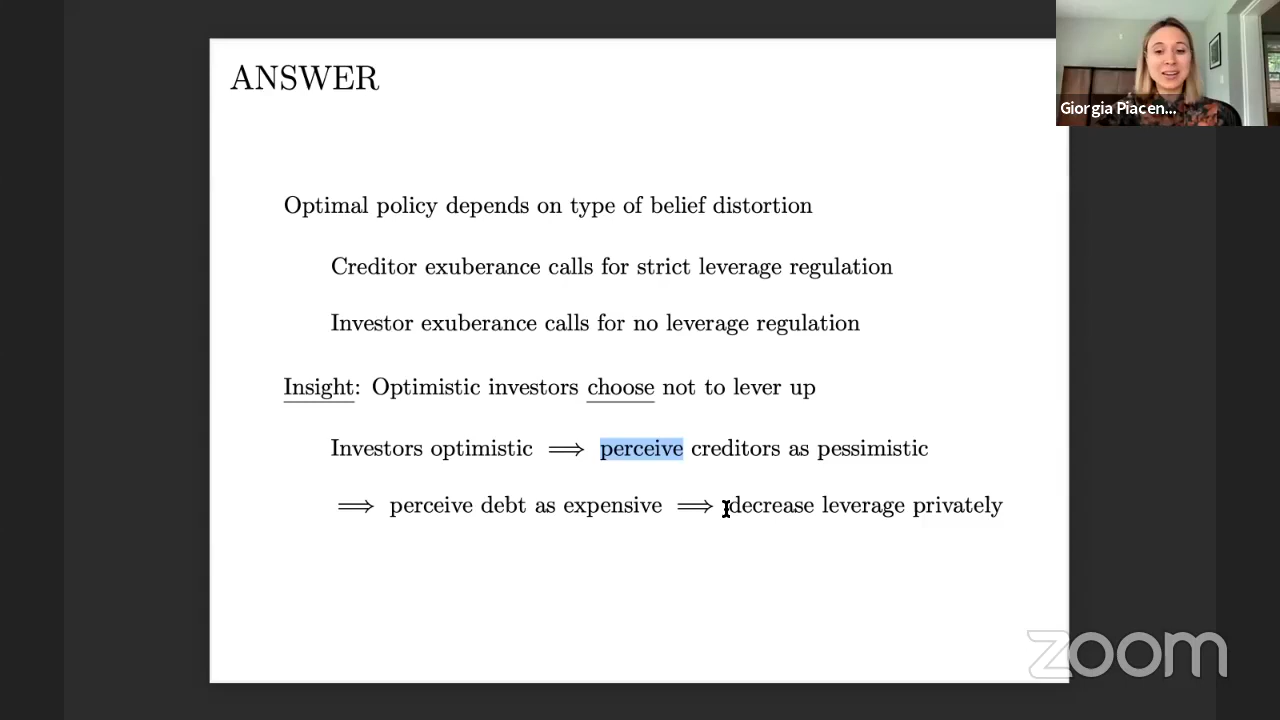 ANSWER
Giorgia Piacen...
Optimal policy depends on type of belief distortion
Creditor exuberance calls for strict leverage regulation
Investor exuberance calls for no leverage regulation
Insight: Optimistic investors choose not to lever up
Investors optimistic ⟹ perceive creditors as pessimistic
⟹ perceive debt as expensive ⟹ decrease leverage privately
zoom